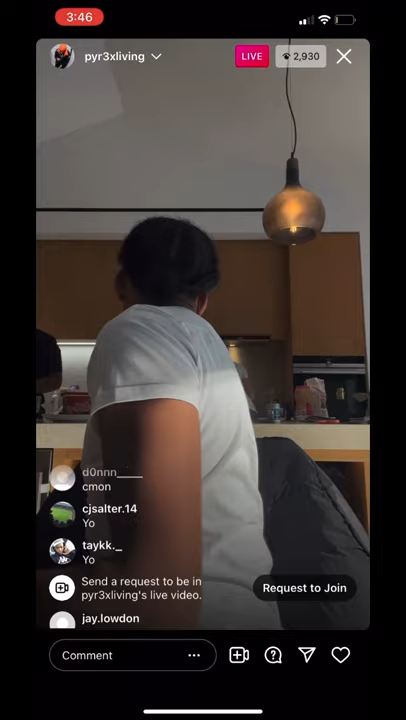 3:46
pyr3xliving
LIVE
2,930
d0nnn____
cmon
cjsalter.14
Yo
taykk._
Yo
Send a request to be in
pyr3xliving's live video.
Request to Join
jay.lowdon
Comment